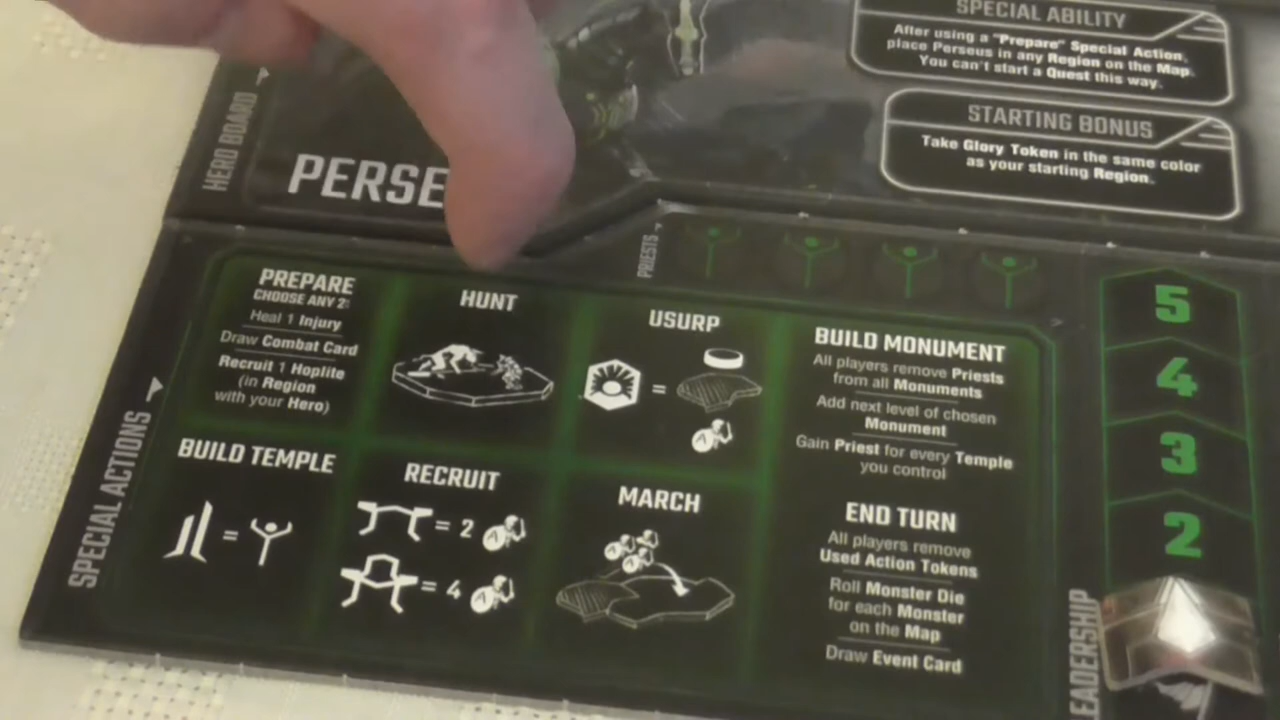 SPECIAL ABILITY
After using a "Prepare" Special Action,
place Perseus in any Region on the Map.
You can't start a Quest this way.
STARTING BONUS
Take Glory Token in the same color
as your starting Region.
HERO BOARD
PERSE
PRIESTS
SPECIAL ACTIONS
PREPARE
CHOOSE ANY 2:
Heal 1 Injury
Draw Combat Card
Recruit 1 Hoplite
(in Region
with your Hero)
HUNT
USURP
=
BUILD MONUMENT
All players remove Priests
from all Monuments
Add next level of chosen
Monument
Gain Priest for every Temple
you control
BUILD TEMPLE
=
RECRUIT
= 2
= 4
MARCH
END TURN
All players remove
Used Action Tokens
Roll Monster Die
for each Monster
on the Map
Draw Event Card
5
4
3
2
EADERSHIP